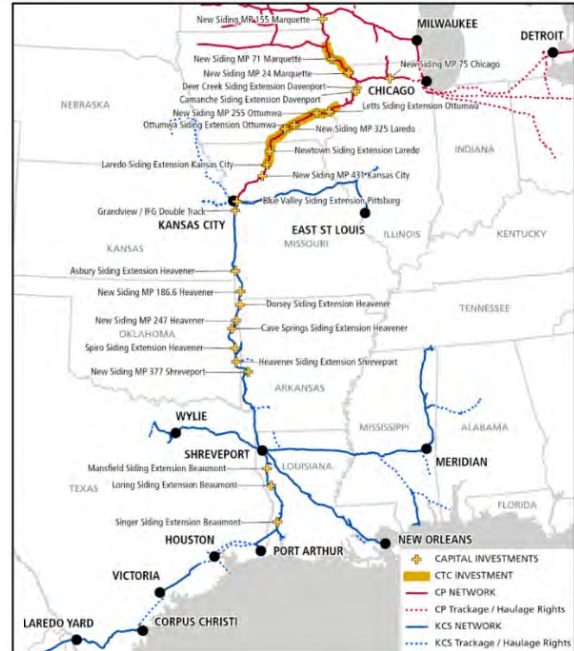 New Siding MP 155 Marquette
MILWAUKEE
DETROIT
New Siding MP 71 Marquette
New Siding MP 75 Chicago
New Siding MP 24 Marquette
Deer Creek Siding Extension Davenport
CHICAGO
Camanche Siding Extension Davenport
NEBRASKA
Letts Siding Extension Ottumwa
New Siding MP 255 Ottumwa
Ottumwa Siding Extension Ottumwa
New Siding MP 325 Laredo
INDIANA
Newtown Siding Extension Laredo
Laredo Siding Extension Kansas City
New Siding MP 431 Kansas City
Blue Valley Siding Extension Pittsburg
Grandview / IFG Double Track
KANSAS CITY
EAST ST LOUIS
ILLINOIS
KENTUCKY
KANSAS
MISSOURI
Asbury Siding Extension Heavener
New Siding MP 186.6 Heavener
Dorsey Siding Extension Heavener
TENNESSEE
New Siding MP 247 Heavener
Cave Springs Siding Extension Heavener
OKLAHOMA
Spiro Siding Extension Heavener
Heavener Siding Extension Shreveport
New Siding MP 377 Shreveport
ARKANSAS
WYLIE
MISSISSIPPI
ALABAMA
SHREVEPORT
MERIDIAN
Mansfield Siding Extension Beaumont
LOUISIANA
TEXAS
Loring Siding Extension Beaumont
FLORIDA
Singer Siding Extension Beaumont
HOUSTON
NEW ORLEANS
PORT ARTHUR
VICTORIA
LAREDO YARD
CORPUS CHRISTI
CAPITAL INVESTMENTS
CTC INVESTMENT
CP NETWORK
CP Trackage / Haulage Rights
KCS NETWORK
KCS Trackage / Haulage Rights